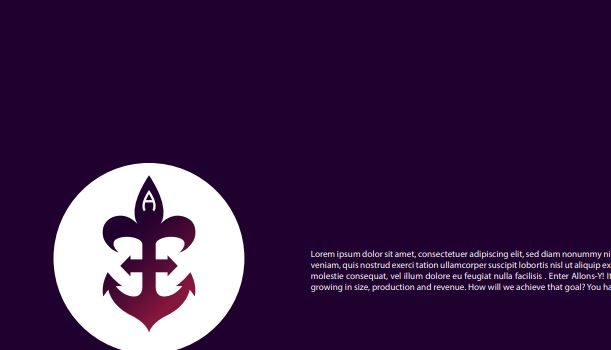 A
Lorem ipsum dolor sit amet, consectetuer adipiscing elit, sed diam nonummy ni
veniam, quis nostrud exerci tation ullamcorper suscipit lobortis nisl ut aliquip ex
molestie consequat, vel illum dolore eu feugiat nulla facilisis . Enter Allons-Y! It
growing in size, production and revenue. How will we achieve that goal? You ha